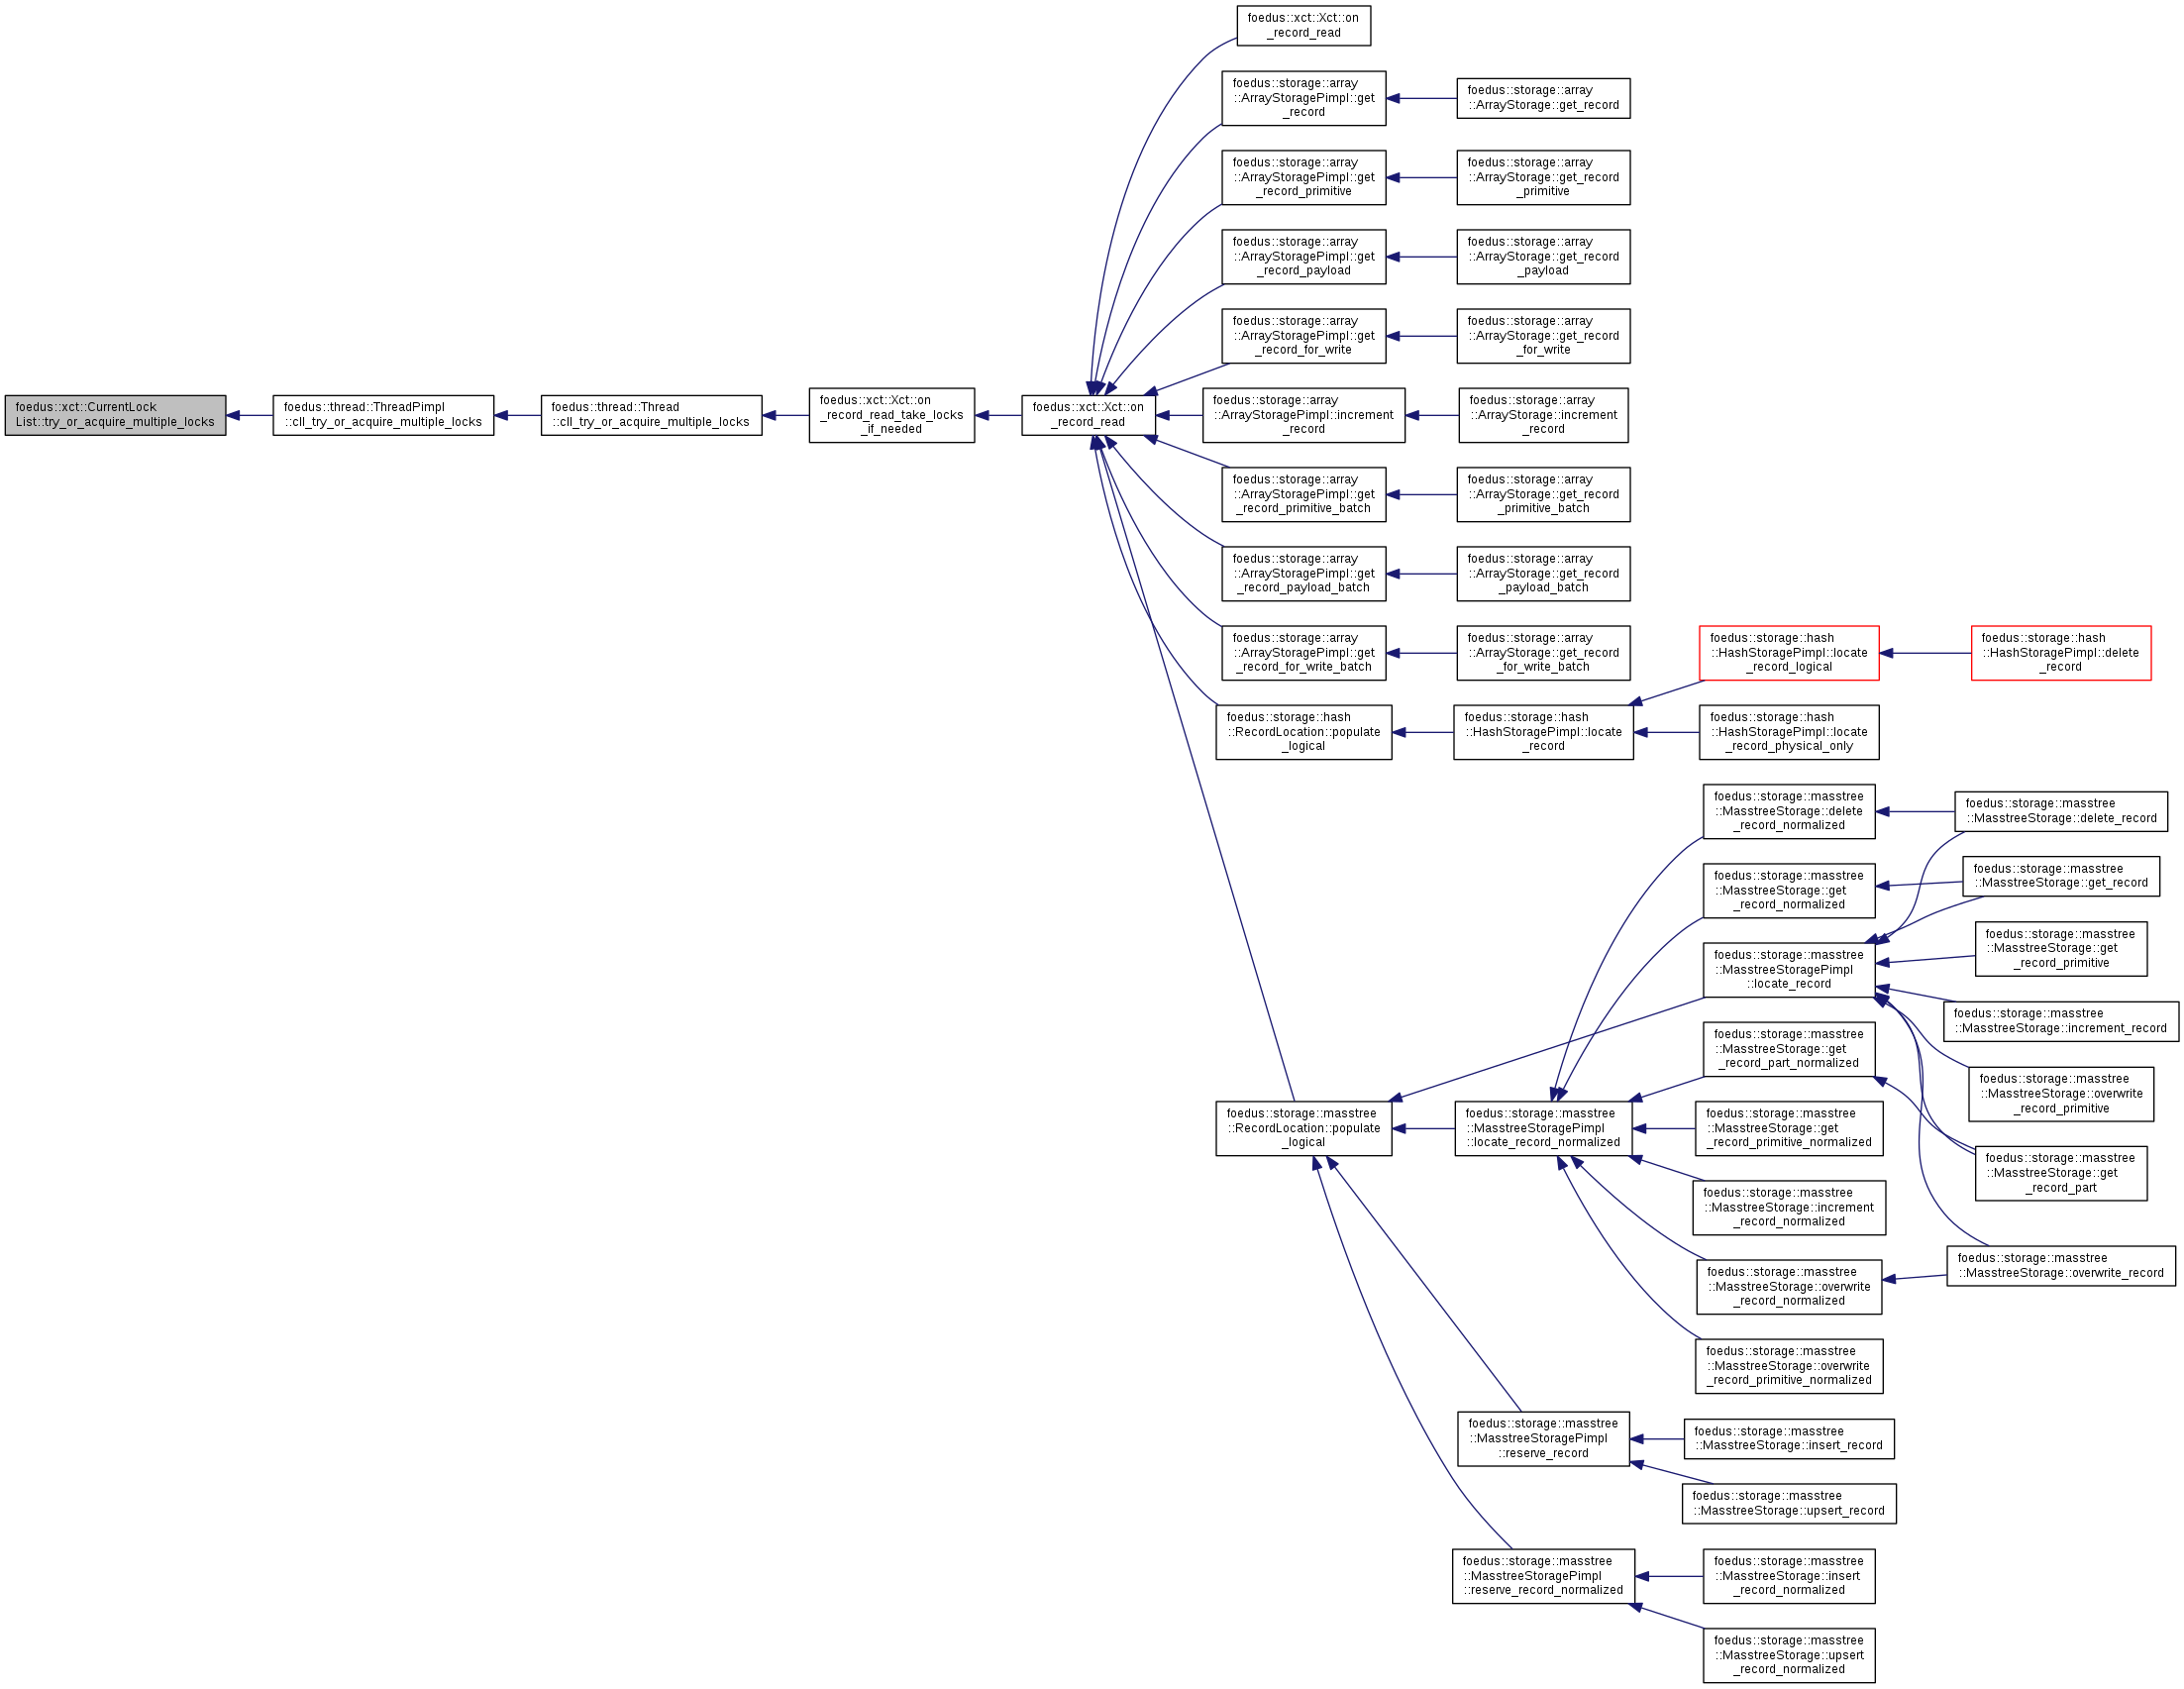 foedus::xct::CurrentLock
List::try_or_acquire_multiple_locks
foedus::thread::ThreadPimpl
::cll_try_or_acquire_multiple_locks
foedus::thread::Thread
::cll_try_or_acquire_multiple_locks
foedus::xct::Xct::on
_record_read_take_locks
_if_needed
foedus::xct::Xct::on
_record_read
foedus::xct::Xct::on
_record_read
foedus::storage::array
::ArrayStoragePimpl::get
_record
foedus::storage::array
::ArrayStorage::get_record
foedus::storage::array
::ArrayStoragePimpl::get
_record_primitive
foedus::storage::array
::ArrayStorage::get_record
_primitive
foedus::storage::array
::ArrayStoragePimpl::get
_record_payload
foedus::storage::array
::ArrayStorage::get_record
_payload
foedus::storage::array
::ArrayStoragePimpl::get
_record_for_write
foedus::storage::array
::ArrayStorage::get_record
_for_write
foedus::storage::array
::ArrayStoragePimpl::increment
_record
foedus::storage::array
::ArrayStorage::increment
_record
foedus::storage::array
::ArrayStoragePimpl::get
_record_primitive_batch
foedus::storage::array
::ArrayStorage::get_record
_primitive_batch
foedus::storage::array
::ArrayStoragePimpl::get
_record_payload_batch
foedus::storage::array
::ArrayStorage::get_record
_payload_batch
foedus::storage::array
::ArrayStoragePimpl::get
_record_for_write_batch
foedus::storage::array
::ArrayStorage::get_record
_for_write_batch
foedus::storage::hash
::RecordLocation::populate
_logical
foedus::storage::hash
::HashStoragePimpl::locate
_record
foedus::storage::hash
::HashStoragePimpl::locate
_record_logical
foedus::storage::hash
::HashStoragePimpl::delete
_record
foedus::storage::hash
::HashStoragePimpl::locate
_record_physical_only
foedus::storage::masstree
::RecordLocation::populate
_logical
foedus::storage::masstree
::MasstreeStoragePimpl
::locate_record_normalized
foedus::storage::masstree
::MasstreeStorage::delete
_record_normalized
foedus::storage::masstree
::MasstreeStorage::delete_record
foedus::storage::masstree
::MasstreeStorage::get
_record_normalized
foedus::storage::masstree
::MasstreeStorage::get_record
foedus::storage::masstree
::MasstreeStoragePimpl
::locate_record
foedus::storage::masstree
::MasstreeStorage::get
_record_primitive
foedus::storage::masstree
::MasstreeStorage::increment_record
foedus::storage::masstree
::MasstreeStorage::get
_record_part_normalized
foedus::storage::masstree
::MasstreeStorage::overwrite
_record_primitive
foedus::storage::masstree
::MasstreeStorage::get
_record_primitive_normalized
foedus::storage::masstree
::MasstreeStorage::get
_record_part
foedus::storage::masstree
::MasstreeStorage::increment
_record_normalized
foedus::storage::masstree
::MasstreeStorage::overwrite
_record_normalized
foedus::storage::masstree
::MasstreeStorage::overwrite_record
foedus::storage::masstree
::MasstreeStorage::overwrite
_record_primitive_normalized
foedus::storage::masstree
::MasstreeStoragePimpl
::reserve_record
foedus::storage::masstree
::MasstreeStorage::insert_record
foedus::storage::masstree
::MasstreeStorage::upsert_record
foedus::storage::masstree
::MasstreeStoragePimpl
::reserve_record_normalized
foedus::storage::masstree
::MasstreeStorage::insert
_record_normalized
foedus::storage::masstree
::MasstreeStorage::upsert
_record_normalized